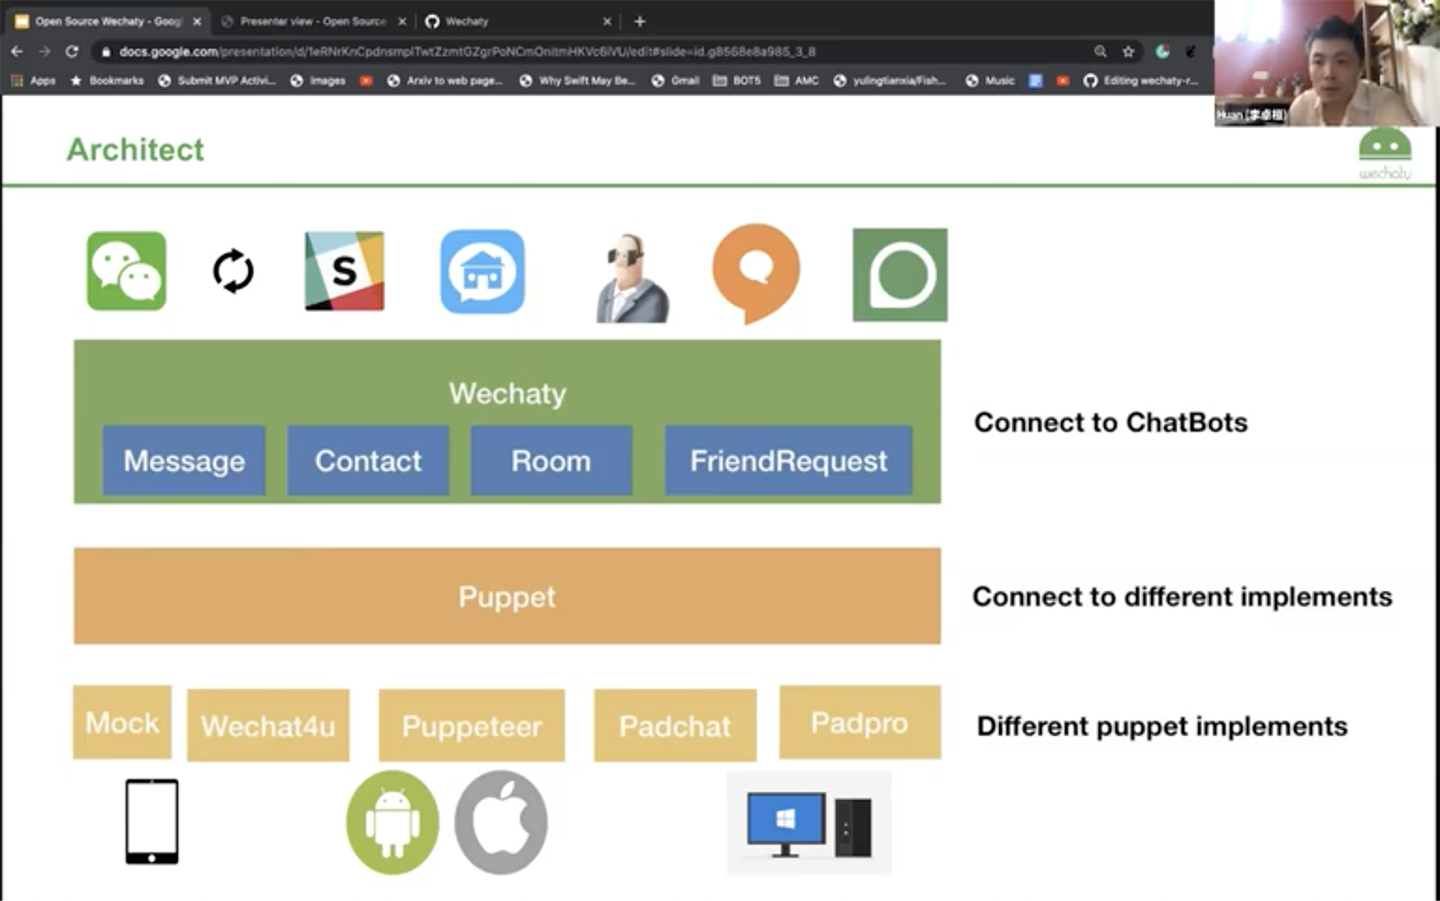 Open Source Wechaty - Googl
Presenter view - Open Source
Wechaty
docs.google.com/presentation/d/1eRNrKnCpdnsmplTwtZzmtGZgrPoNCmOnitmHKVc6iVU/edit#slide=id.g8568e8a985_3_8
Apps
Bookmarks
Submit MVP Activi...
Images
Arxiv to web page...
Why Swift May Be...
Gmail
BOT5
AMC
yulingtianxia/Fish...
Music
Editing wechaty-r...
Huan (李卓桓)
Architect
wechaty
S
Wechaty
Message
Contact
Room
FriendRequest
Connect to ChatBots
Puppet
Connect to different implements
Mock
Wechat4u
Puppeteer
Padchat
Padpro
Different puppet implements